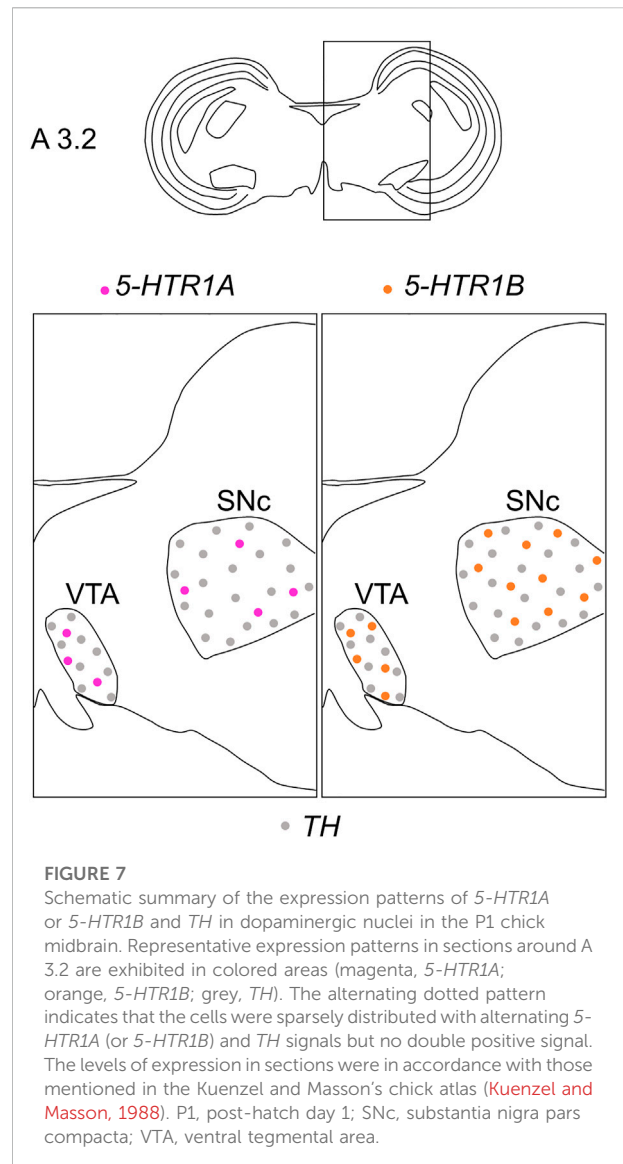 A 3.2
5-HTR1A
5-HTR1B
SNc
VTA
SNc
VTA
TH
FIGURE 7
Schematic summary of the expression patterns of 5-HTR1A
or 5-HTR1B and TH in dopaminergic nuclei in the P1 chick
midbrain. Representative expression patterns in sections around A
3.2 are exhibited in colored areas (magenta, 5-HTR1A;
orange, 5-HTR1B; grey, TH). The alternating dotted pattern
indicates that the cells were sparsely distributed with alternating 5-
HTR1A (or 5-HTR1B) and TH signals but no double positive signal.
The levels of expression in sections were in accordance with those
mentioned in the Kuenzel and Masson's chick atlas (Kuenzel and
Masson, 1988). P1, post-hatch day 1; SNc, substantia nigra pars
compacta; VTA, ventral tegmental area.